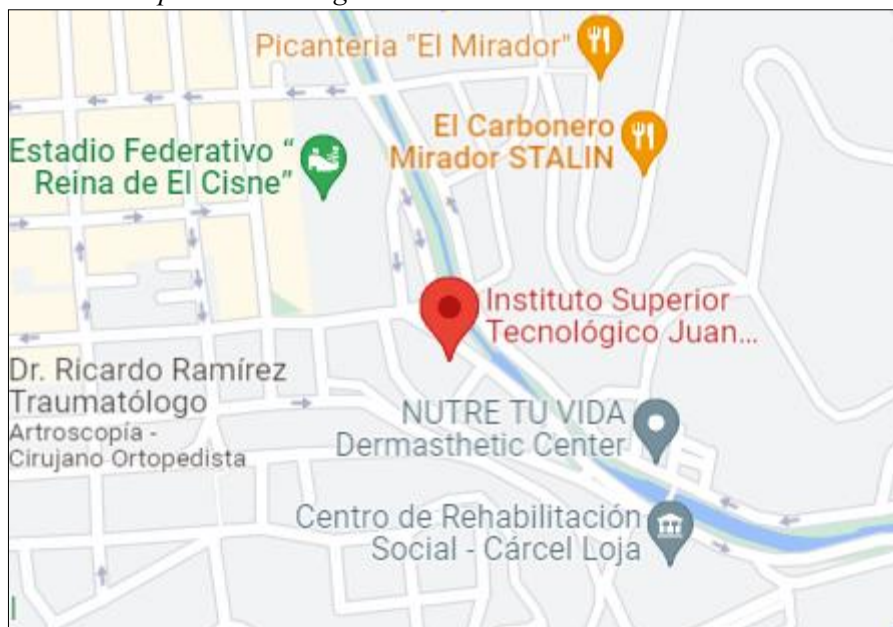 Picanteria "El Mirador"
El Carbonero
Mirador STALIN
Estadio Federativo “
Reina de El Cisne”
Instituto Superior
Tecnológico Juan...
Dr. Ricardo Ramírez
Traumatólogo
Artroscopía -
Cirujano Ortopedista
NUTRE TU VIDA
Dermasthetic Center
Centro de Rehabilitación
Social - Cárcel Loja